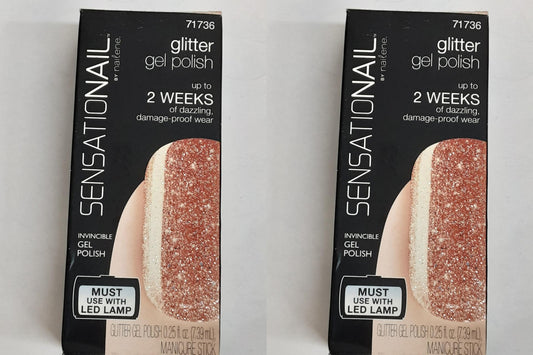 71736
glitter
gel polish
up to
2 WEEKS
of dazzling,
damage-proof wear
SENSATIONAIL™
BY nailene.
INVINCIBLE
GEL
POLISH
MUST
USE WITH
LED LAMP
GLITTER GEL POLISH 0.25 fl. oz. (7.39 mL)
MANICURE STICK
71736
glitter
gel polish
up to
2 WEEKS
of dazzling,
damage-proof wear
SENSATIONAIL™
BY nailene.
INVINCIBLE
GEL
POLISH
MUST
USE WITH
LED LAMP
GLITTER GEL POLISH 0.25 fl. oz. (7.39 mL)
MANICURE STICK